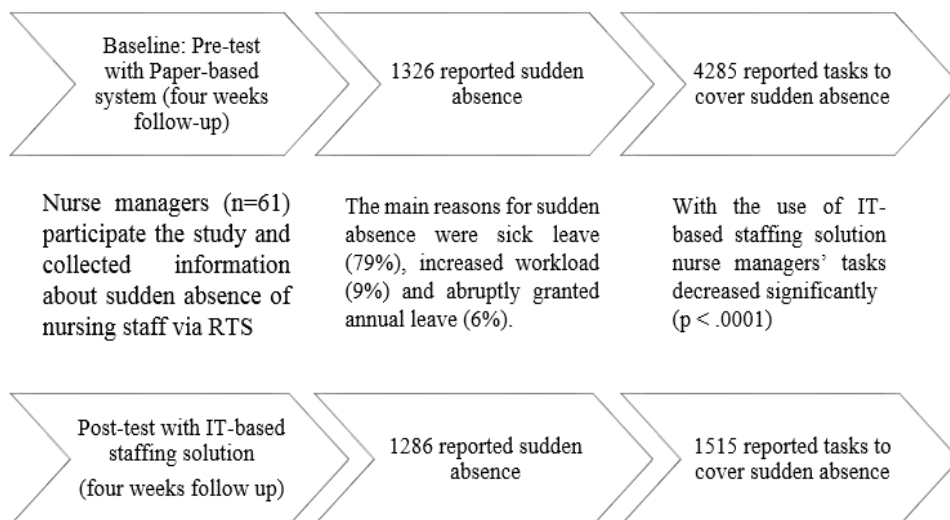 Baseline: Pre-test
with Paper-based
system (four weeks
follow-up)
1326 reported sudden
absence
4285 reported tasks to
cover sudden absence
Nurse managers (n=61)
participate the study and
collected information
about sudden absence of
nursing staff via RTS
The main reasons for sudden
absence were sick leave
(79%), increased workload
(9%) and abruptly granted
annual leave (6%).
With the use of IT-
based staffing solution
nurse managers’ tasks
decreased significantly
(p < .0001)
Post-test with IT-based
staffing solution
(four weeks follow up)
1286 reported sudden
absence
1515 reported tasks to
cover sudden absence